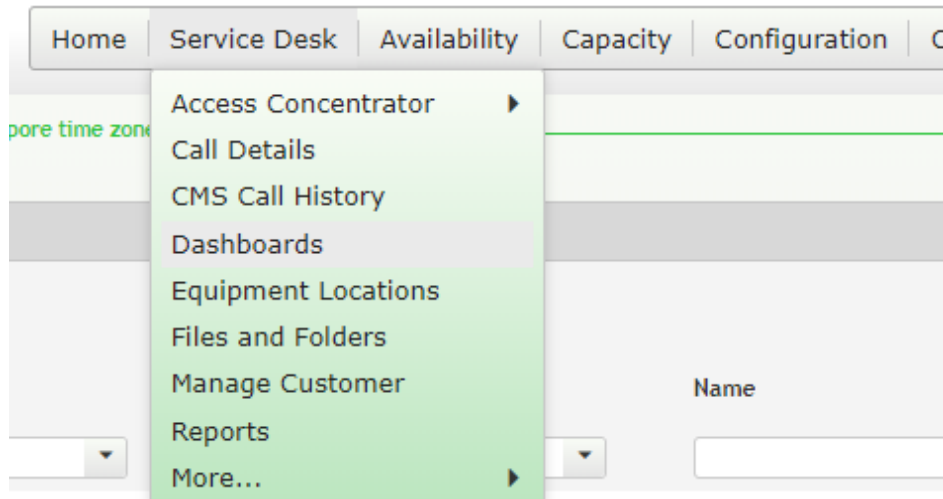 Home Service Desk Availability Capacity Configuration
Access Concentrator
pore time zone
Call Details
CMS Call History
Dashboards
Equipment Locations
Files and Folders
Manage Customer
Name
Reports
More...